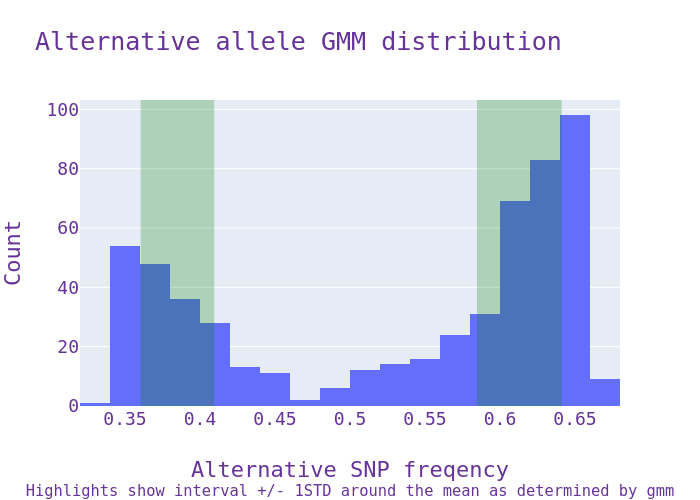 Alternative allele GMM distribution
100
80
60
40
20
0
Count
0.35 0.4 0.45 0.5 0.55 0.6 0.65
Alternative SNP freqency
Highlights show interval +/- 1STD around the mean as determined by gmm